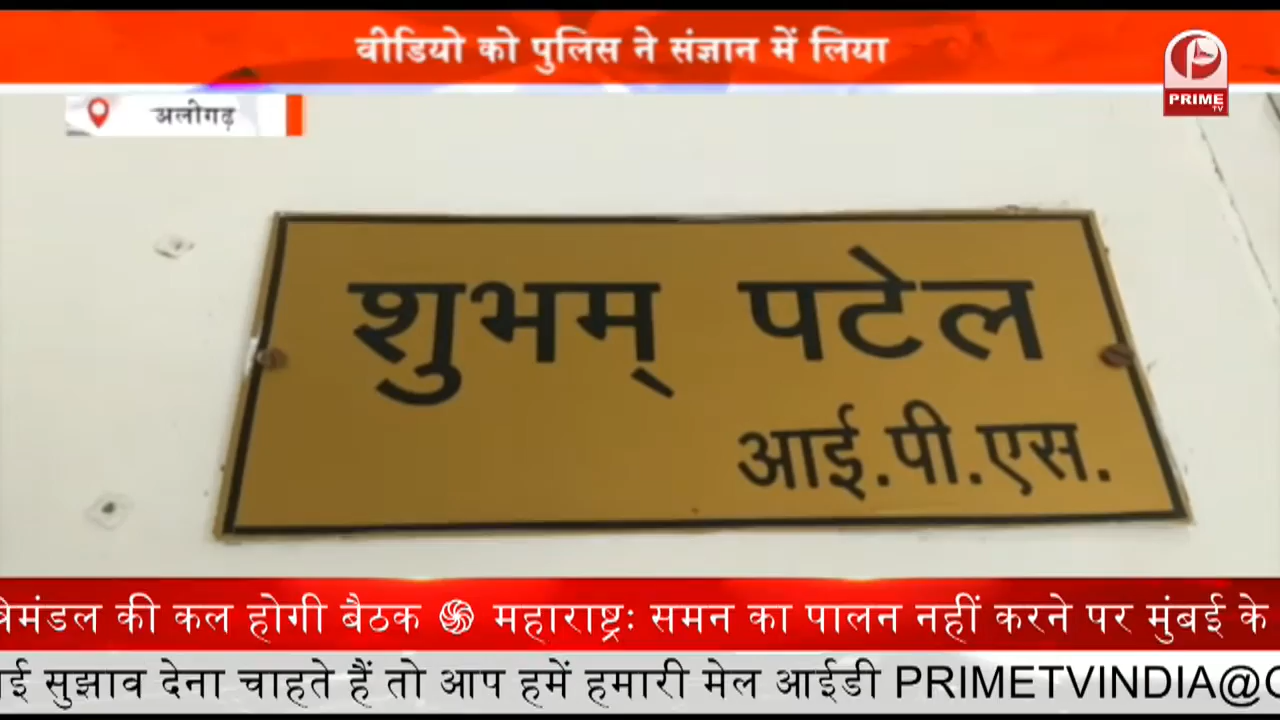 वीडियो को पुलिस ने संज्ञान में लिया
PRIME
TV
अलीगढ़
शुभम् पटेल
आई.पी.एस.
की कल होगी बैठक महाराष्ट्रः समन का पालन नहीं करने पर मुंबई के
सुझाव देना चाहते हैं तो आप हमें हमारी मेल आईडी PRIMETVINDIA@